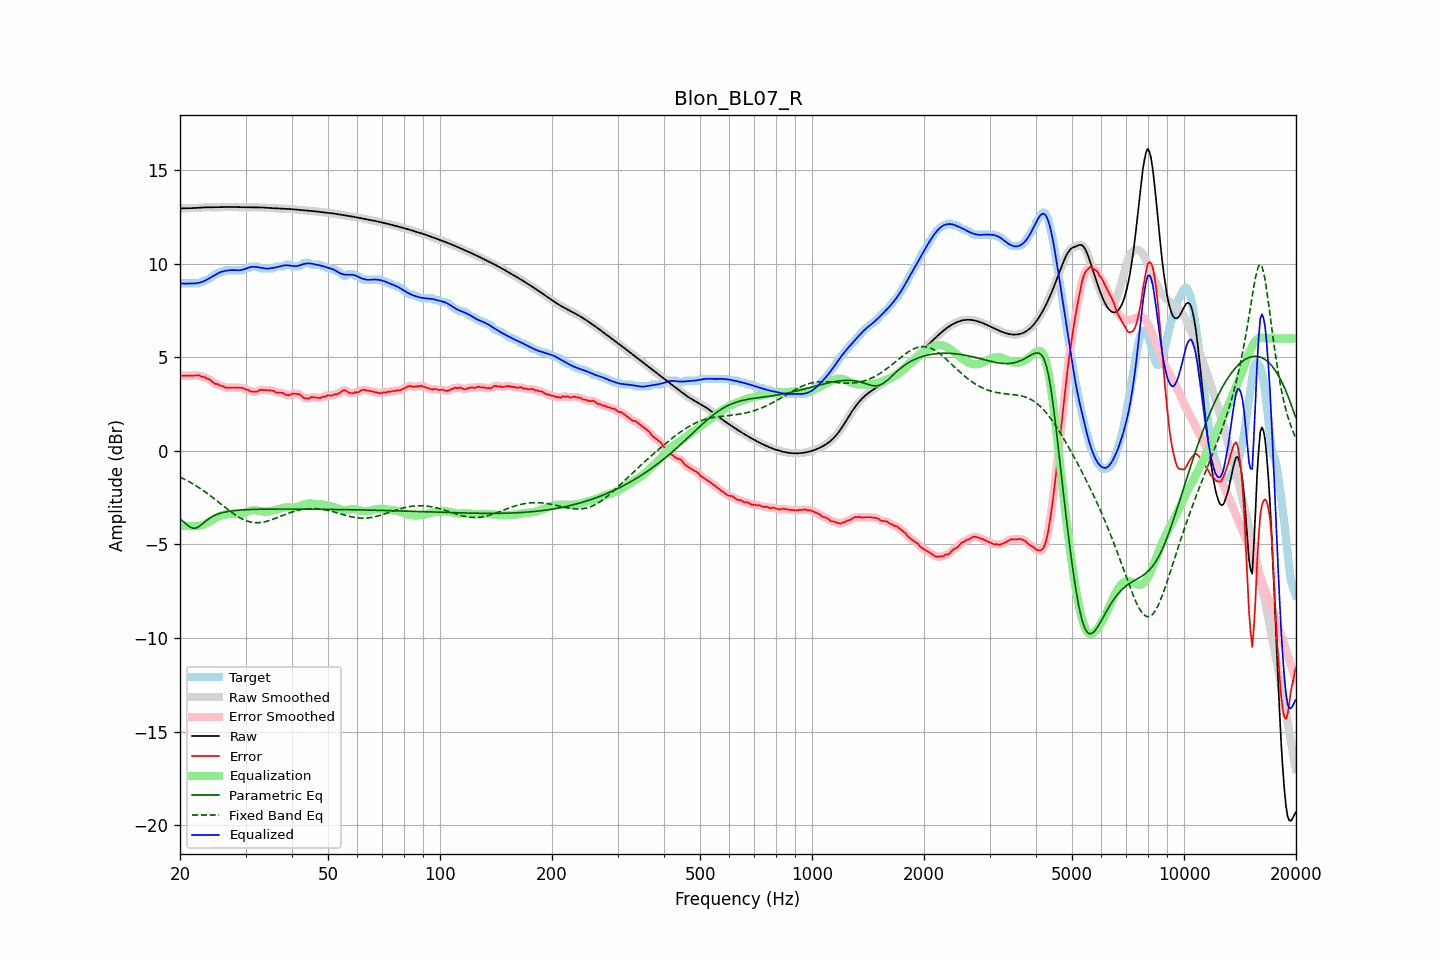 Blon_BL07_R
Amplitude (dBr)
15
10
5
0
−5
−10
−15
−20
Target
Raw Smoothed
Error Smoothed
Raw
Error
Equalization
Parametric Eq
Fixed Band Eq
Equalized
20 50 100 200 500 1000 2000 5000 10000 20000
Frequency (Hz)